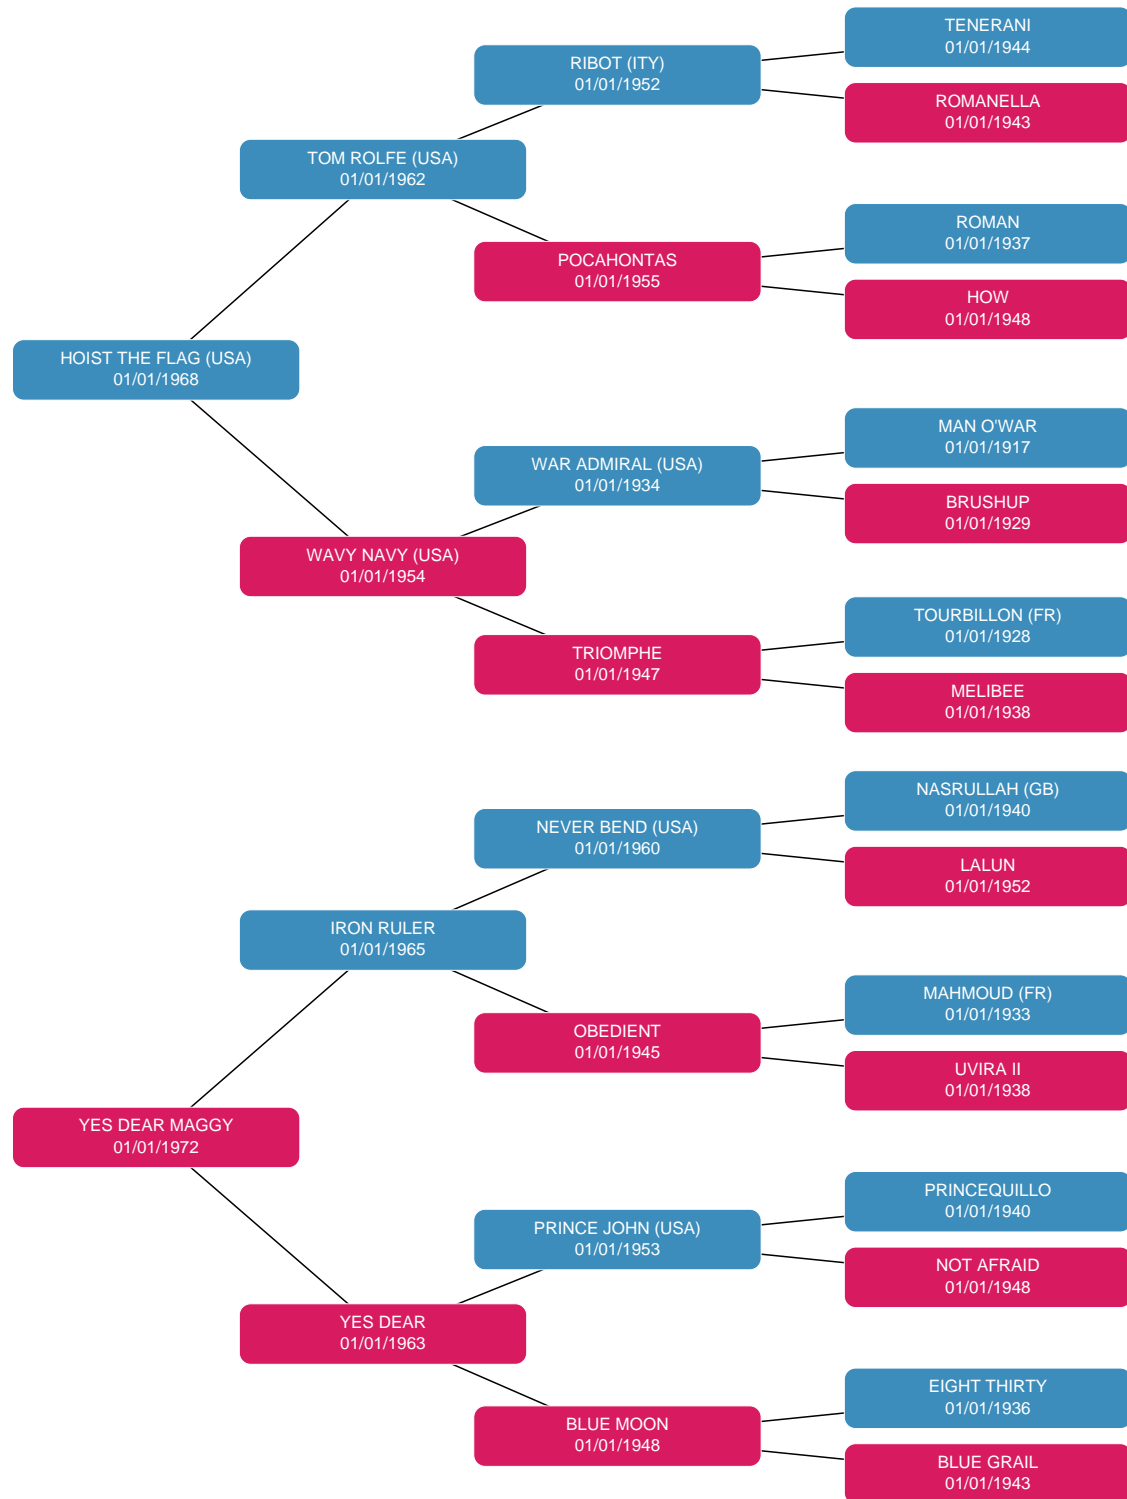 TENERANI
01/01/1944
RIBOT (ITY)
01/01/1952
ROMANELLA
01/01/1943
TOM ROLFE (USA)
01/01/1962
ROMAN
01/01/1937
POCAHONTAS
01/01/1955
HOW
01/01/1948
HOIST THE FLAG (USA)
01/01/1968
MAN O'WAR
01/01/1917
WAR ADMIRAL (USA)
01/01/1934
BRUSHUP
01/01/1929
WAVY NAVY (USA)
01/01/1954
TOURBILLON (FR)
01/01/1928
TRIOMPHE
01/01/1947
MELIBEE
01/01/1938
NASRULLAH (GB)
01/01/1940
NEVER BEND (USA)
01/01/1960
LALUN
01/01/1952
IRON RULER
01/01/1965
MAHMOUD (FR)
01/01/1933
OBEDIENT
01/01/1945
UVIRA II
01/01/1938
YES DEAR MAGGY
01/01/1972
PRINCEQUILLO
01/01/1940
PRINCE JOHN (USA)
01/01/1953
NOT AFRAID
01/01/1948
YES DEAR
01/01/1963
EIGHT THIRTY
01/01/1936
BLUE MOON
01/01/1948
BLUE GRAIL
01/01/1943